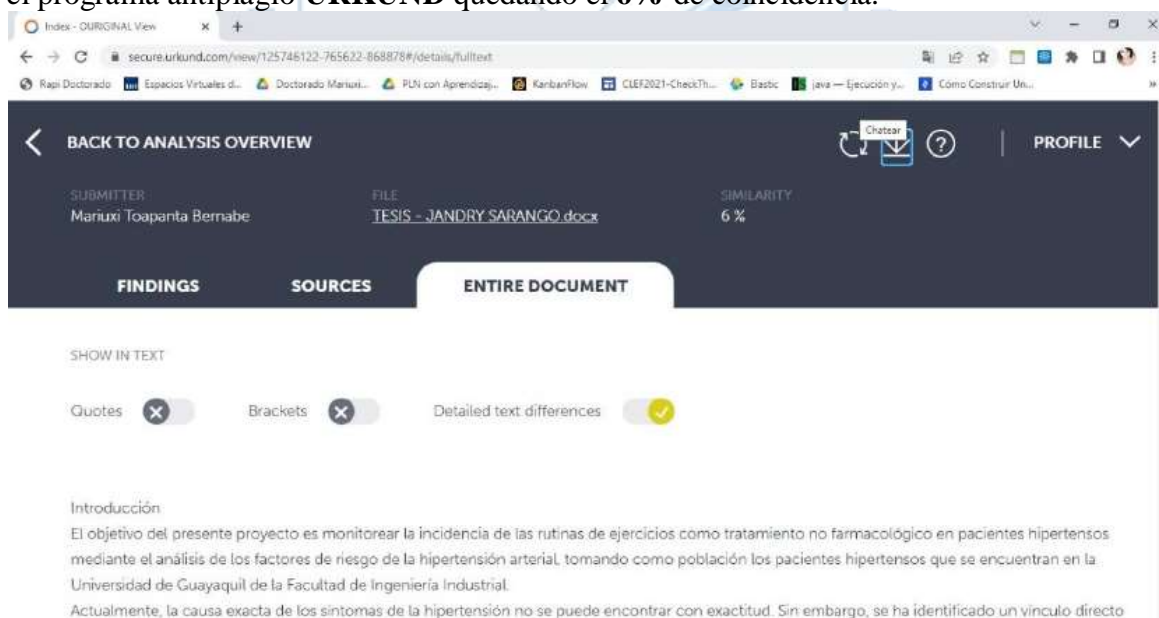 el programa antiplagio URKUND quedando el 6% de coincidencia.
Index - OURIGINAL View
secure.urkund.com/view/125746122-765622-868878#/details/fulltext
Rapi Doctorado Espacios Virtuales d... Doctorado Mariuxi... PLN con Aprendizaj... KanbanFlow CLEF2021-CheckTh... Bastic java — Ejecución y... Cómo Construir Un...
BACK TO ANALYSIS OVERVIEW Chatear PROFILE
SUBMITTER FILE SIMILARITY
Mariuxi Toapanta Bernabe TESIS - JANDRY SARANGO.docx 6 %
FINDINGS SOURCES ENTIRE DOCUMENT
SHOW IN TEXT
Quotes Brackets Detailed text differences
Introducción
El objetivo del presente proyecto es monitorear la incidencia de las rutinas de ejercicios como tratamiento no farmacológico en pacientes hipertensos
mediante el análisis de los factores de riesgo de la hipertensión arterial, tomando como población los pacientes hipertensos que se encuentran en la
Universidad de Guayaquil de la Facultad de Ingeniería Industrial.
Actualmente, la causa exacta de los síntomas de la hipertensión no se puede encontrar con exactitud. Sin embargo, se ha identificado un vínculo directo